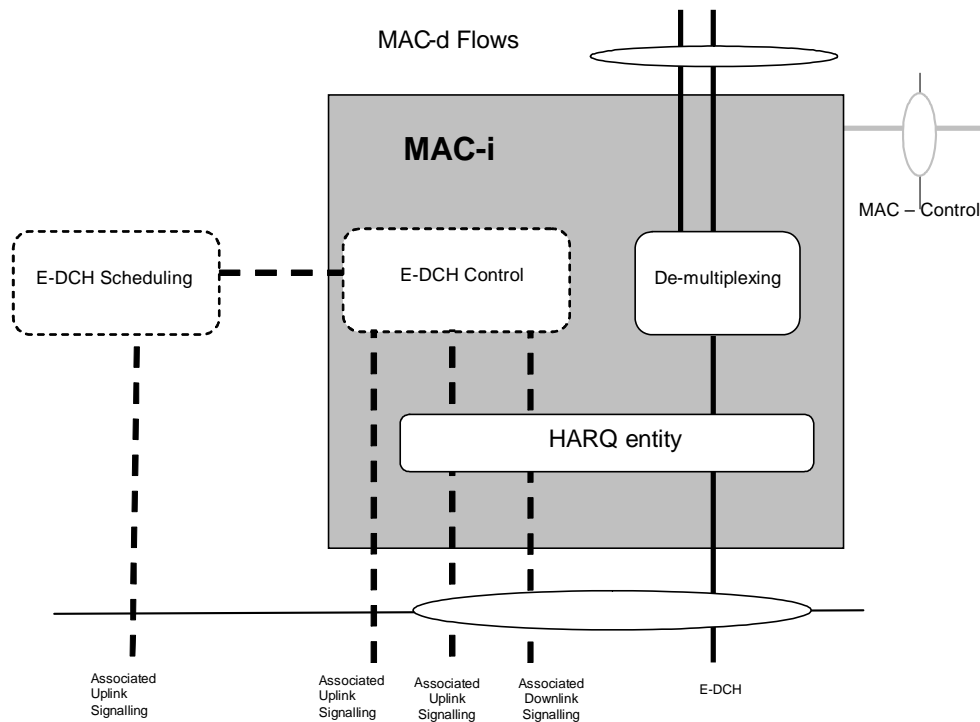 MAC-d Flows
MAC-i
MAC – Control
E-DCH Scheduling
E-DCH Control
De-multiplexing
HARQ entity
Associated
Uplink
Signalling
Associated
Uplink
Signalling
Associated
Uplink
Signalling
Associated
Downlink
Signalling
E-DCH